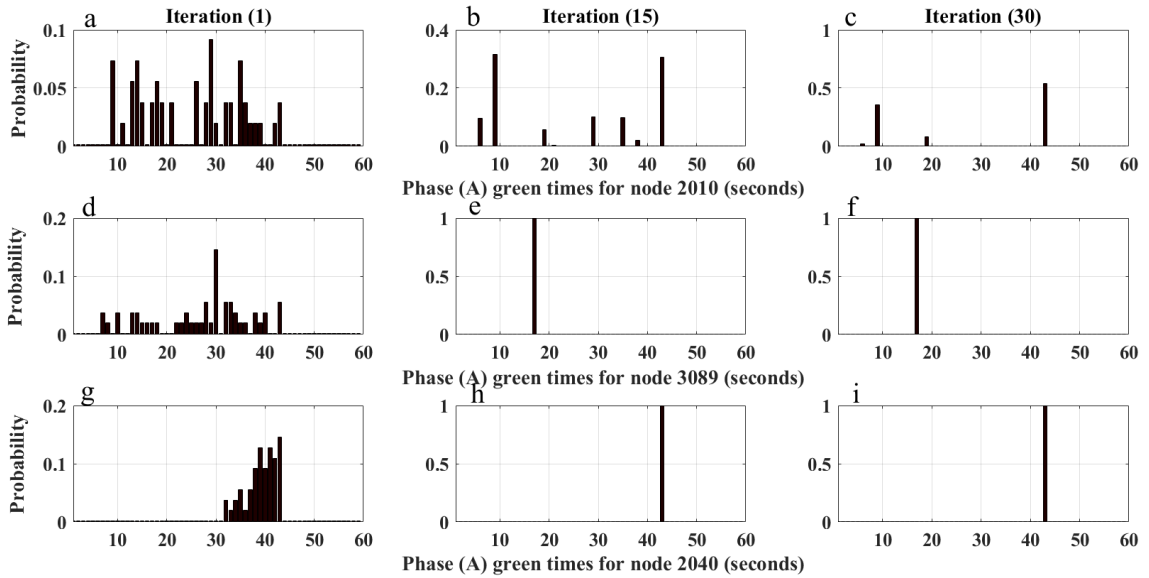 a Iteration (1) b Iteration (15) c Iteration (30)
Probability
0.1 0.05 0
0.4 0.2 0
1 0.5 0
10 20 30 40 50 60 10 20 30 40 50 60 10 20 30 40 50 60
Phase (A) green times for node 2010 (seconds)
d e f
Probability
0.2 0.1 0
1 0.5 0
1 0.5 0
10 20 30 40 50 60 10 20 30 40 50 60 10 20 30 40 50 60
Phase (A) green times for node 3089 (seconds)
g h i
Probability
0.2 0.1 0
1 0.5 0
1 0.5 0
10 20 30 40 50 60 10 20 30 40 50 60 10 20 30 40 50 60
Phase (A) green times for node 2040 (seconds)